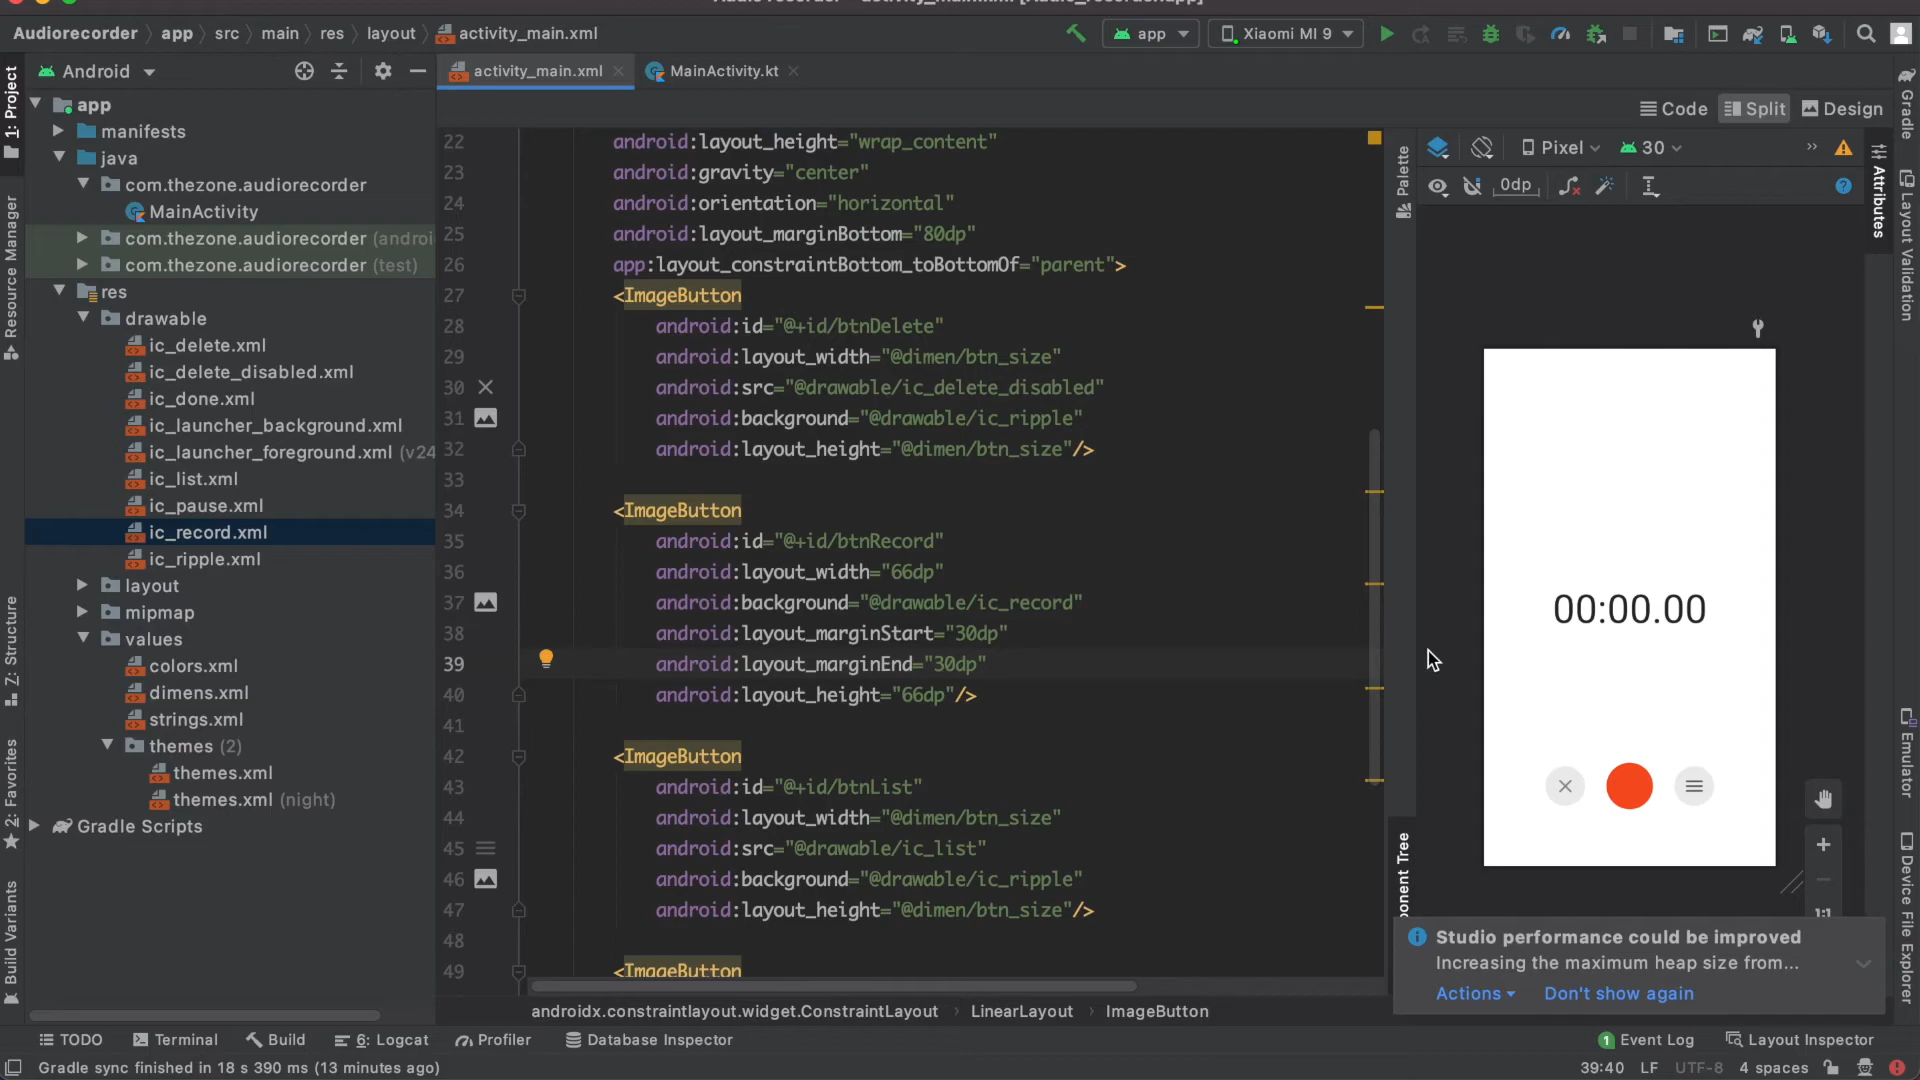 Audiorecorder app src main res layout activity_main.xml app Xiaomi MI 9
Android activity_main.xml MainActivity.kt
Code Split Design
1: Project
Resource Manager
Z: Structure
2: Favorites
Build Variants
app
manifests
java
com.thezone.audiorecorder
MainActivity
com.thezone.audiorecorder (androi
com.thezone.audiorecorder (test)
res
drawable
ic_delete.xml
ic_delete_disabled.xml
ic_done.xml
ic_launcher_background.xml
ic_launcher_foreground.xml (v24
ic_list.xml
ic_pause.xml
ic_record.xml
ic_ripple.xml
layout
mipmap
values
colors.xml
dimens.xml
strings.xml
themes (2)
themes.xml
themes.xml (night)
Gradle Scripts
22 android:layout_height="wrap_content"
23 android:gravity="center"
24 android:orientation="horizontal"
25 android:layout_marginBottom="80dp"
26 app:layout_constraintBottom_toBottomOf="parent">
27 <ImageButton
28 android:id="@+id/btnDelete"
29 android:layout_width="@dimen/btn_size"
30 android:src="@drawable/ic_delete_disabled"
31 android:background="@drawable/ic_ripple"
32 android:layout_height="@dimen/btn_size"/>
33
34 <ImageButton
35 android:id="@+id/btnRecord"
36 android:layout_width="66dp"
37 android:background="@drawable/ic_record"
38 android:layout_marginStart="30dp"
39 android:layout_marginEnd="30dp"
40 android:layout_height="66dp"/>
41
42 <ImageButton
43 android:id="@+id/btnList"
44 android:layout_width="@dimen/btn_size"
45 android:src="@drawable/ic_list"
46 android:background="@drawable/ic_ripple"
47 android:layout_height="@dimen/btn_size"/>
48
49 <ImageButton
androidx.constraintlayout.widget.ConstraintLayout LinearLayout ImageButton
Palette
Pixel 30
0dp
00:00.00
1:1
Attributes
Gradle
Layout Validation
Emulator
Device File Explorer
Studio performance could be improved
Increasing the maximum heap size from...
Actions Don't show again
TODO Terminal Build 6: Logcat Profiler Database Inspector 1 Event Log Layout Inspector
Gradle sync finished in 18 s 390 ms (13 minutes ago) 39:40 LF UTF-8 4 spaces